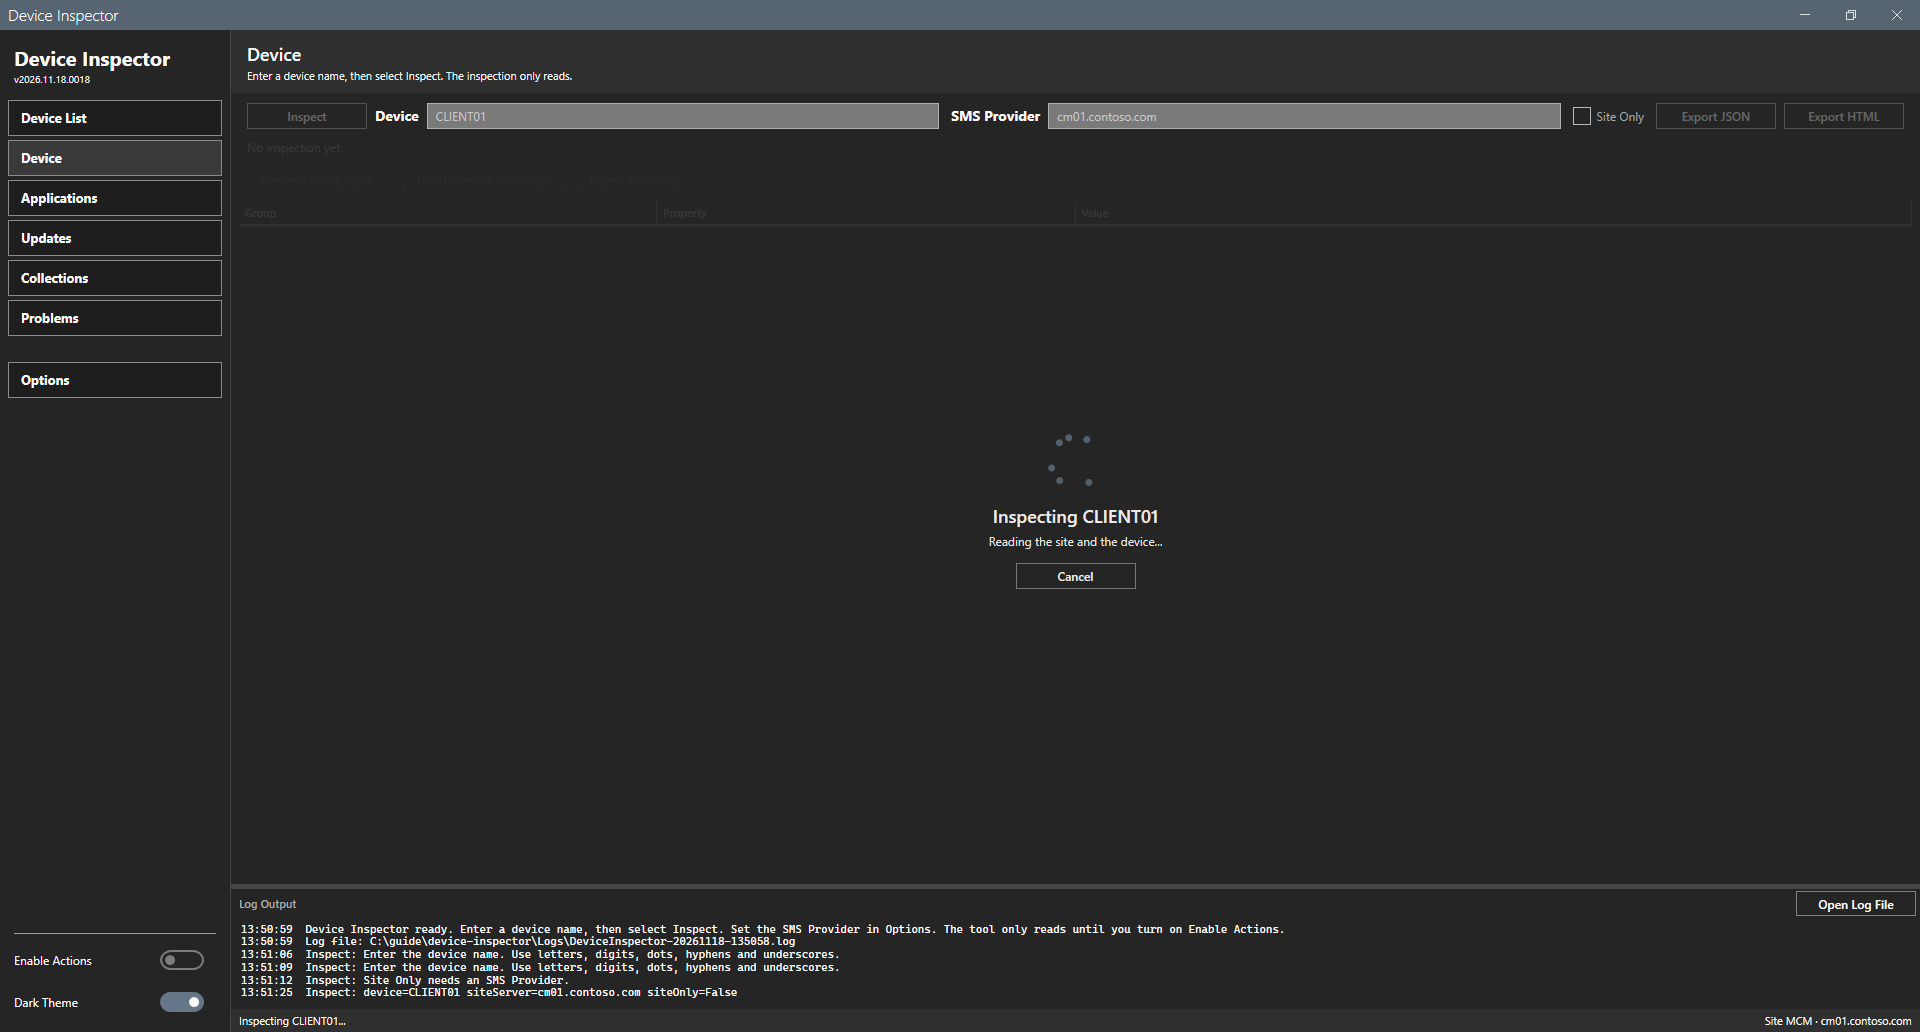 Device Inspector
Device Inspector
v2026.11.18.0018
Device List
Device
Applications
Updates
Collections
Problems
Options
Enable Actions
Dark Theme
Device
Enter a device name, then select Inspect. The inspection only reads.
Inspect Device CLIENT01 SMS Provider cm01.contoso.com Site Only Export JSON Export HTML
No inspection yet.
Group Property Value
Inspecting CLIENT01
Reading the site and the device...
Cancel
Log Output Open Log File
13:50:59 Device Inspector ready. Enter a device name, then select Inspect. Set the SMS Provider in Options. The tool only reads until you turn on Enable Actions.
13:50:59 Log file: C:\guide\device-inspector\Logs\DeviceInspector-20261118-135058.log
13:51:06 Inspect: Enter the device name. Use letters, digits, dots, hyphens and underscores.
13:51:09 Inspect: Enter the device name. Use letters, digits, dots, hyphens and underscores.
13:51:12 Inspect: Site Only needs an SMS Provider.
13:51:25 Inspect: device=CLIENT01 siteServer=cm01.contoso.com siteOnly=False
Inspecting CLIENT01...
Site MCM · cm01.contoso.com